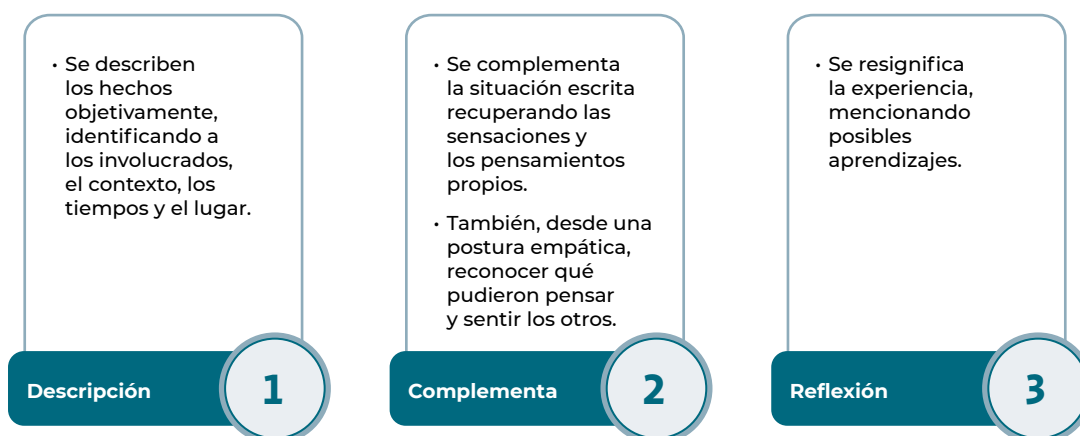 · Se describen
los hechos
objetivamente,
identificando a
los involucrados,
el contexto, los
tiempos y el lugar.
Descripción
1
· Se complementa
la situación escrita
recuperando las
sensaciones y
los pensamientos
propios.
· También, desde una
postura empática,
reconocer qué
pudieron pensar
y sentir los otros.
Complementa
2
· Se resignifica
la experiencia,
mencionando
posibles
aprendizajes.
Reflexión
3